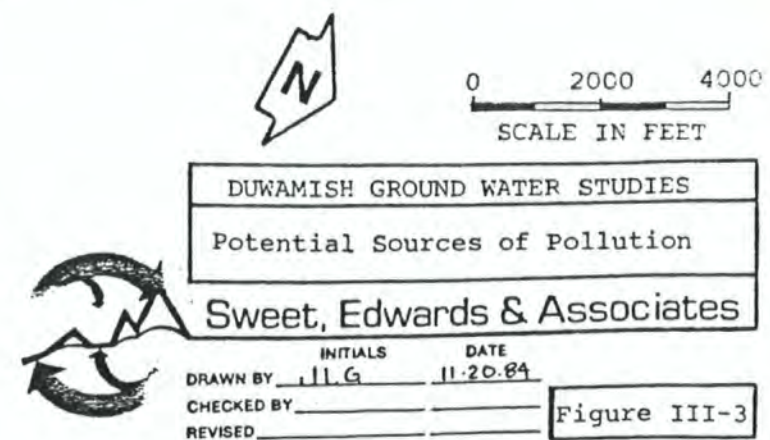 N
0 2000 4000
SCALE IN FEET
DUWAMISH GROUND WATER STUDIES
Potential Sources of Pollution
Sweet, Edwards & Associates
INITIALS DATE
DRAWN BY 11.20.84
CHECKED BY
REVISED
Figure III-3